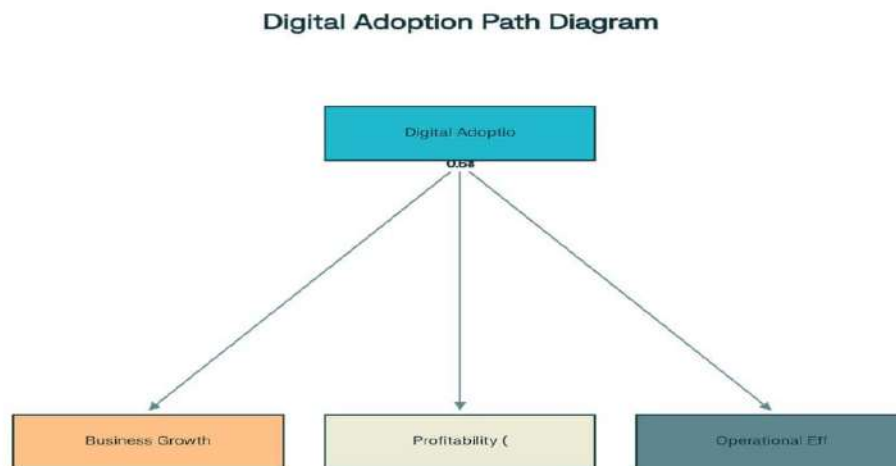 Digital Adoption Path Diagram
Digital Adoptio
Business Growth
Profitability (
Operational Eff